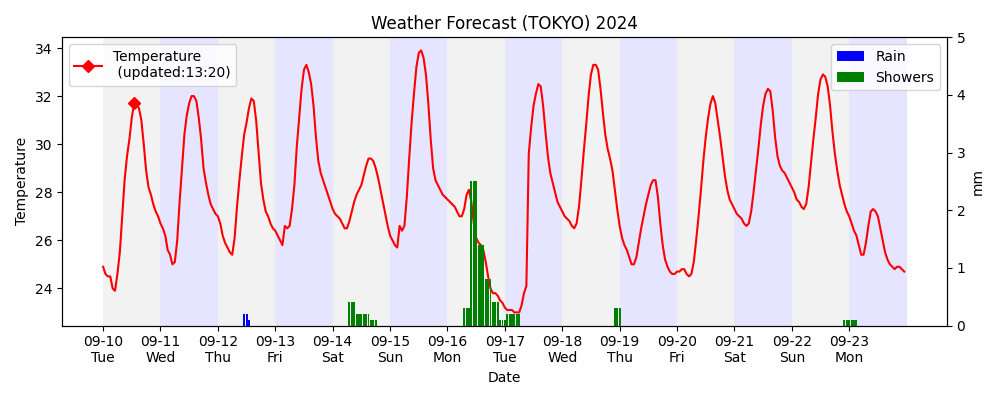 Weather Forecast (TOKYO) 2024
Temperature
(updated:13:20)
Rain
Showers
Temperature
34
32
30
28
26
24
5
4
3
2
1
0
mm
09-10 09-11 09-12 09-13 09-14 09-15 09-16 09-17 09-18 09-19 09-20 09-21 09-22 09-23
Tue Wed Thu Fri Sat Sun Mon Tue Wed Thu Fri Sat Sun Mon
Date